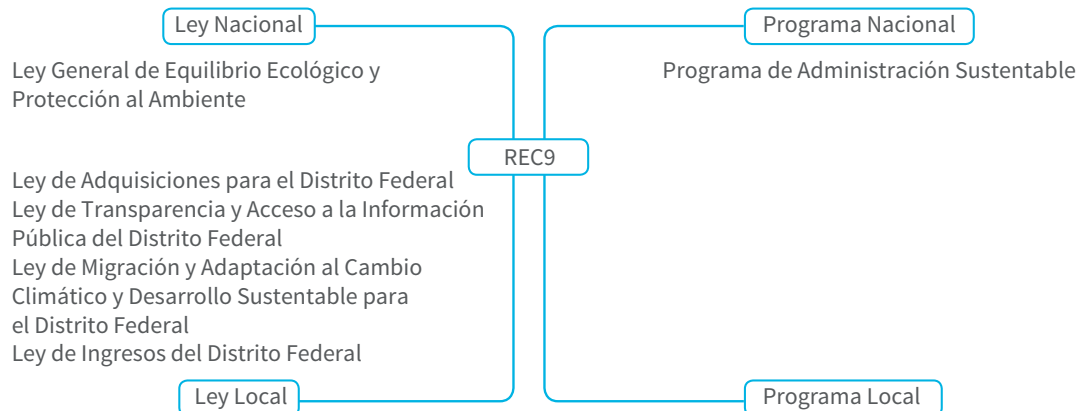 Ley Nacional
Programa Nacional
Ley General de Equilibrio Ecológico y
Protección al Ambiente
Programa de Administración Sustentable
REC9
Ley de Adquisiciones para el Distrito Federal
Ley de Transparencia y Acceso a la Información
Pública del Distrito Federal
Ley de Migración y Adaptación al Cambio
Climático y Desarrollo Sustentable para
el Distrito Federal
Ley de Ingresos del Distrito Federal
Ley Local
Programa Local